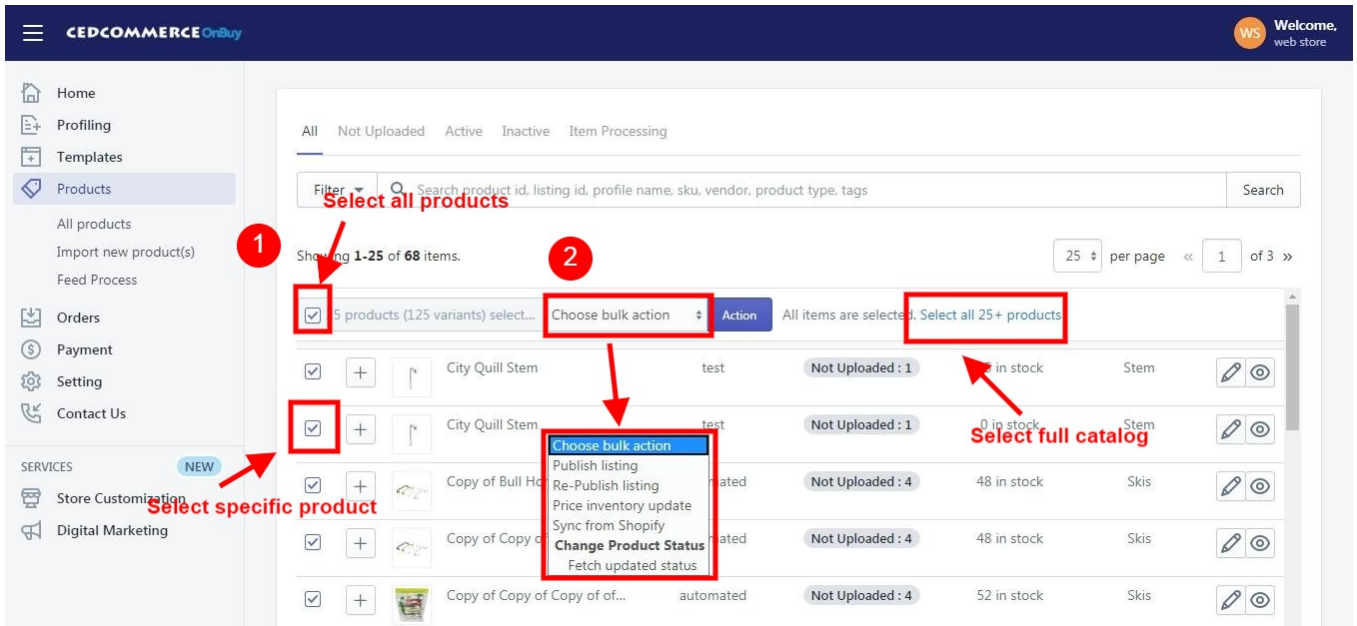 CEDCOMMERCE OnBuy
WS
Welcome,
web store
Home
Profiling
Templates
Products
All products
Import new product(s)
Feed Process
Orders
Payment
Setting
Contact Us
SERVICES NEW
Store Customization
Digital Marketing
All Not Uploaded Active Inactive Item Processing
Filter Search product id, listing id, profile name, sku, vendor, product type, tags Search
Select all products
1
2
Showing 1-25 of 68 items.
25 per page « 1 of 3 »
products (125 variants) select... Choose bulk action Action All items are selected. Select all 25+ products
City Quill Stem test Not Uploaded : 1 in stock Stem
City Quill Stem test Not Uploaded : 1 0 in stock Stem
Select full catalog
Select specific product
Choose bulk action
Publish listing
Re-Publish listing
Price inventory update
Sync from Shopify
Change Product Status
Fetch updated status
Copy of Bull Not Uploaded : 4 48 in stock Skis
Copy of Copy Not Uploaded : 4 48 in stock Skis
Copy of Copy of Copy of of... automated Not Uploaded : 4 52 in stock Skis